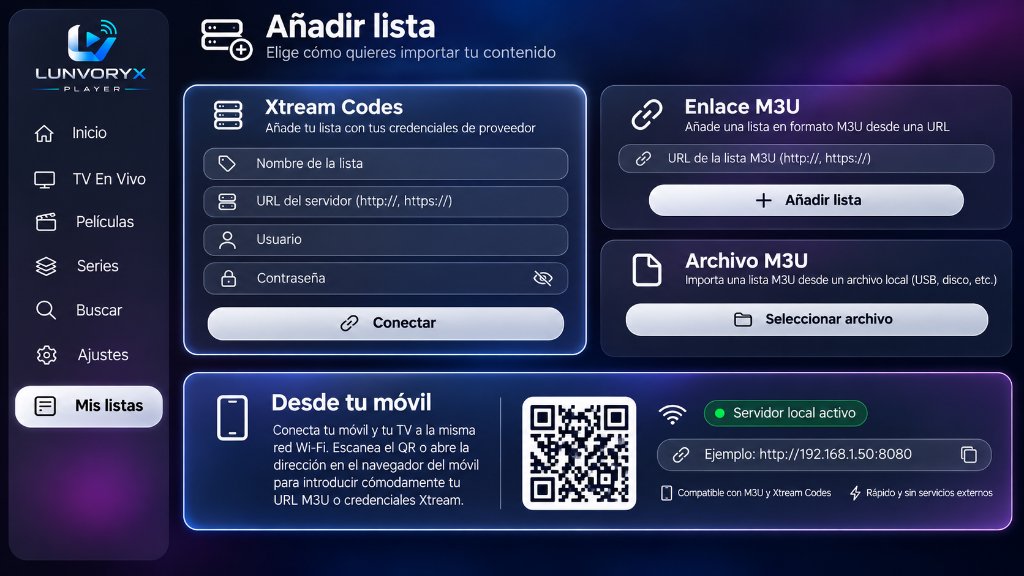 LUNVORYX
PLAYER
Inicio
TV En Vivo
Películas
Series
Buscar
Ajustes
Mis listas
Añadir lista
Elige cómo quieres importar tu contenido
Xtream Codes
Añade tu lista con tus credenciales de proveedor
Nombre de la lista
URL del servidor (http://, https://)
Usuario
Contraseña
Conectar
Enlace M3U
Añade una lista en formato M3U desde una URL
URL de la lista M3U (http://, https://)
Añadir lista
Archivo M3U
Importa una lista M3U desde un archivo local (USB, disco, etc.)
Seleccionar archivo
Desde tu móvil
Conecta tu móvil y tu TV a la misma
red Wi-Fi. Escanea el QR o abre la
dirección en el navegador del móvil
para introducir cómodamente tu
URL M3U o credenciales Xtream.
Servidor local activo
Ejemplo: http://192.168.1.50:8080
Compatible con M3U y Xtream Codes
Rápido y sin servicios externos